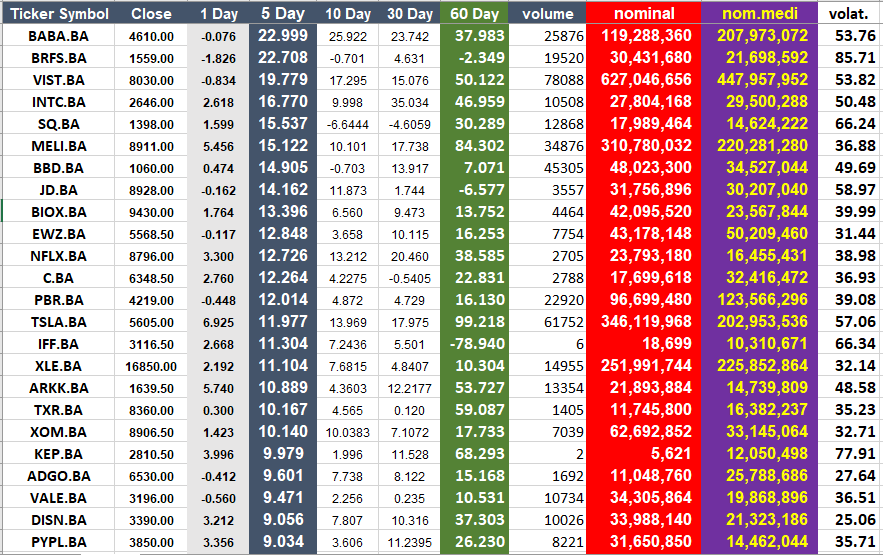 Ticker Symbol Close 1 Day 5 Day 10 Day 30 Day 60 Day volume nominal nom.medi volat.
BABA.BA 4610.00 -0.076 22.999 25.922 23.742 37.983 25876 119,288,360 207,973,072 53.76
BRFS.BA 1559.00 -1.826 22.708 -0.701 4.631 -2.349 19520 30,431,680 21,698,592 85.71
VIST.BA 8030.00 -0.834 19.779 17.295 15.076 50.122 78088 627,046,656 447,957,952 53.82
INTC.BA 2646.00 2.618 16.770 9.998 35.034 46.959 10508 27,804,168 29,500,288 50.48
SQ.BA 1398.00 1.599 15.537 -6.6444 -4.6059 30.289 12868 17,989,464 14,624,222 66.24
MELI.BA 8911.00 5.456 15.122 10.101 17.738 84.302 34876 310,780,032 220,281,280 36.88
BBD.BA 1060.00 0.474 14.905 -0.703 13.917 7.071 45305 48,023,300 34,527,044 49.69
JD.BA 8928.00 -0.162 14.162 11.873 1.744 -6.577 3557 31,756,896 30,207,040 58.97
BIOX.BA 9430.00 1.764 13.396 6.560 9.473 13.752 4464 42,095,520 23,567,844 39.99
EWZ.BA 5568.50 -0.117 12.848 3.658 10.115 16.253 7754 43,178,148 50,209,460 31.44
NFLX.BA 8796.00 3.300 12.726 13.212 20.460 38.585 2705 23,793,180 16,455,431 38.98
C.BA 6348.50 2.760 12.264 4.2275 -0.5405 22.831 2788 17,699,618 32,416,472 36.93
PBR.BA 4219.00 -0.448 12.014 4.872 4.729 16.130 22920 96,699,480 123,566,296 39.08
TSLA.BA 5605.00 6.925 11.977 13.969 17.975 99.218 61752 346,119,968 202,953,536 57.06
IFF.BA 3116.50 2.668 11.304 7.2436 5.501 -78.940 6 18,699 10,310,671 66.34
XLE.BA 16850.00 2.192 11.104 7.6815 4.8407 10.304 14955 251,991,744 225,852,864 32.14
ARKK.BA 1639.50 5.740 10.889 4.3603 12.2177 53.727 13354 21,893,884 14,739,809 48.58
TXR.BA 8360.00 0.300 10.167 4.565 0.120 59.087 1405 11,745,800 16,382,237 35.23
XOM.BA 8906.50 1.423 10.140 10.0383 7.1072 17.733 7039 62,692,852 33,145,064 32.71
KEP.BA 2810.50 3.996 9.979 1.996 11.528 68.293 2 5,621 12,050,498 77.91
ADGO.BA 6530.00 -0.412 9.601 7.738 8.122 15.168 1692 11,048,760 25,788,686 27.64
VALE.BA 3196.00 -0.560 9.471 2.256 0.235 10.531 10734 34,305,864 19,868,896 36.51
DISN.BA 3390.00 3.212 9.056 7.807 10.316 37.303 10026 33,988,140 21,323,186 25.06
PYPL.BA 3850.00 3.356 9.034 3.606 11.2395 26.230 8221 31,650,850 14,462,044 35.71